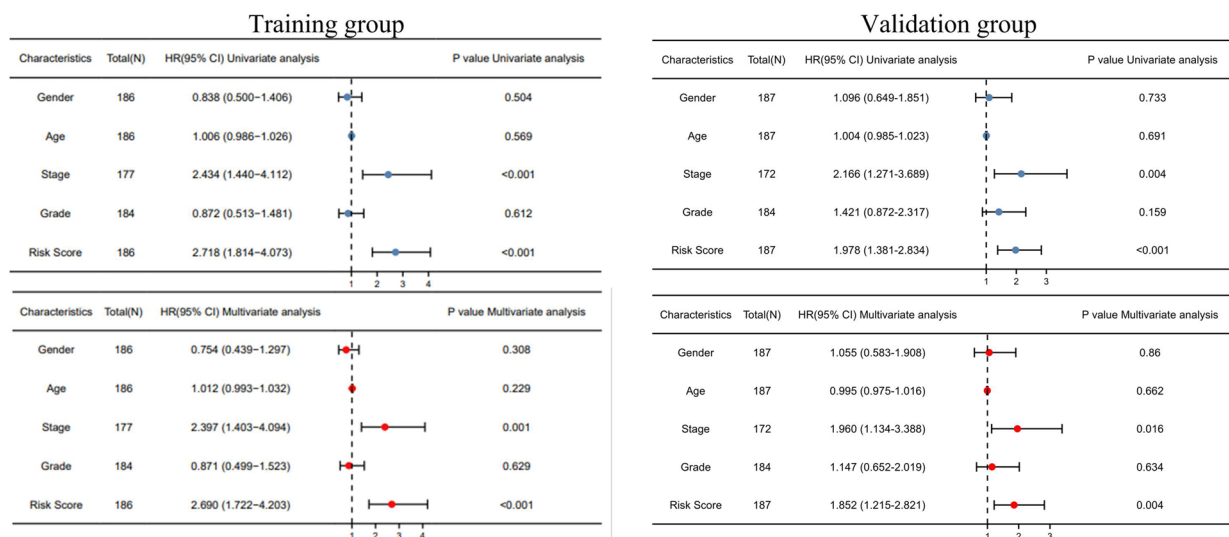 Training group
Characteristics Total(N) HR(95% CI) Univariate analysis P value Univariate analysis
Gender 186 0.838 (0.500−1.406) 0.504
Age 186 1.006 (0.986−1.026) 0.569
Stage 177 2.434 (1.440−4.112) <0.001
Grade 184 0.872 (0.513−1.481) 0.612
Risk Score 186 2.718 (1.814−4.073) <0.001
1 2 3 4
Characteristics Total(N) HR(95% CI) Multivariate analysis P value Multivariate analysis
Gender 186 0.754 (0.439−1.297) 0.308
Age 186 1.012 (0.993−1.032) 0.229
Stage 177 2.397 (1.403−4.094) 0.001
Grade 184 0.871 (0.499−1.523) 0.629
Risk Score 186 2.690 (1.722−4.203) <0.001
1 2 3 4
Validation group
Characteristics Total(N) HR(95% CI) Univariate analysis P value Univariate analysis
Gender 187 1.096 (0.649-1.851) 0.733
Age 187 1.004 (0.985-1.023) 0.691
Stage 172 2.166 (1.271-3.689) 0.004
Grade 184 1.421 (0.872-2.317) 0.159
Risk Score 187 1.978 (1.381-2.834) <0.001
1 2 3
Characteristics Total(N) HR(95% CI) Multivariate analysis P value Multivariate analysis
Gender 187 1.055 (0.583-1.908) 0.86
Age 187 0.995 (0.975-1.016) 0.662
Stage 172 1.960 (1.134-3.388) 0.016
Grade 184 1.147 (0.652-2.019) 0.634
Risk Score 187 1.852 (1.215-2.821) 0.004
1 2 3